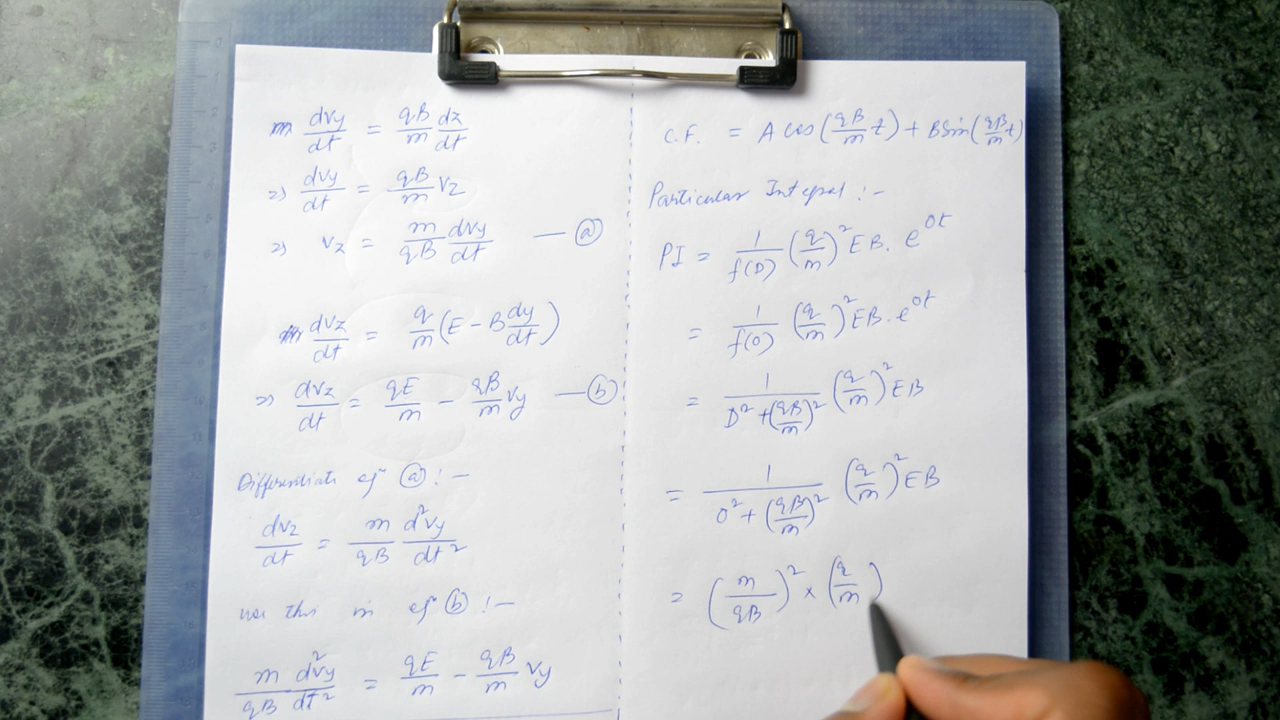 m dvy/dt = qB/m dz/dt
=> dvy/dt = qB/m vz
=> vz = m/qB dvy/dt — (a)
m dvz/dt = q/m (E - B dy/dt)
=> dvz/dt = qE/m - qB/m vy — (b)
Differentiate eqn (a) :-
dvz/dt = m/qB d²vy/dt²
use this in eqn (b) :-
m/qB d²vy/dt² = qE/m - qB/m vy
C.F. = A cos(qB/m t) + B sin(qB/m t)
Particular Integral :-
PI = 1/f(D) (q/m)² EB. e^0t
= 1/f(0) (q/m)² EB. e^0t
= 1/(D² + (qB/m)²) (q/m)² EB
= 1/(0² + (qB/m)²) (q/m)² EB
= (m/qB)² × (q/m)